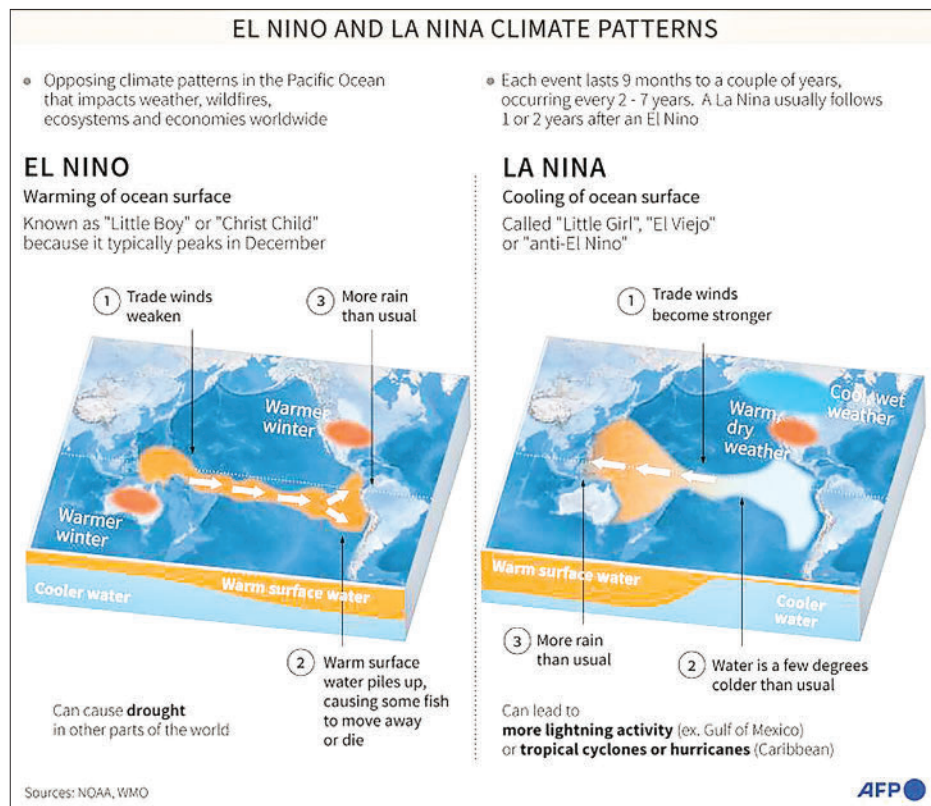 EL NINO AND LA NINA CLIMATE PATTERNS
Opposing climate patterns in the Pacific Ocean
that impacts weather, wildfires,
ecosystems and economies worldwide
Each event lasts 9 months to a couple of years,
occurring every 2 - 7 years. A La Nina usually follows
1 or 2 years after an El Nino
EL NINO
Warming of ocean surface
Known as "Little Boy" or "Christ Child"
because it typically peaks in December
1 Trade winds
weaken
3 More rain
than usual
Warmer
winter
Warmer
winter
Warm surface water
Cooler water
2 Warm surface
water piles up,
causing some fish
to move away
or die
Can cause drought
in other parts of the world
LA NINA
Cooling of ocean surface
Called "Little Girl", "El Viejo"
or "anti-El Nino"
1 Trade winds
become stronger
Cool, wet
weather
Warm,
dry
weather
Warm surface water
Cooler
water
3 More rain
than usual
2 Water is a few degrees
colder than usual
Can lead to
more lightning activity (ex. Gulf of Mexico)
or tropical cyclones or hurricanes (Caribbean)
Sources: NOAA, WMO
AFP